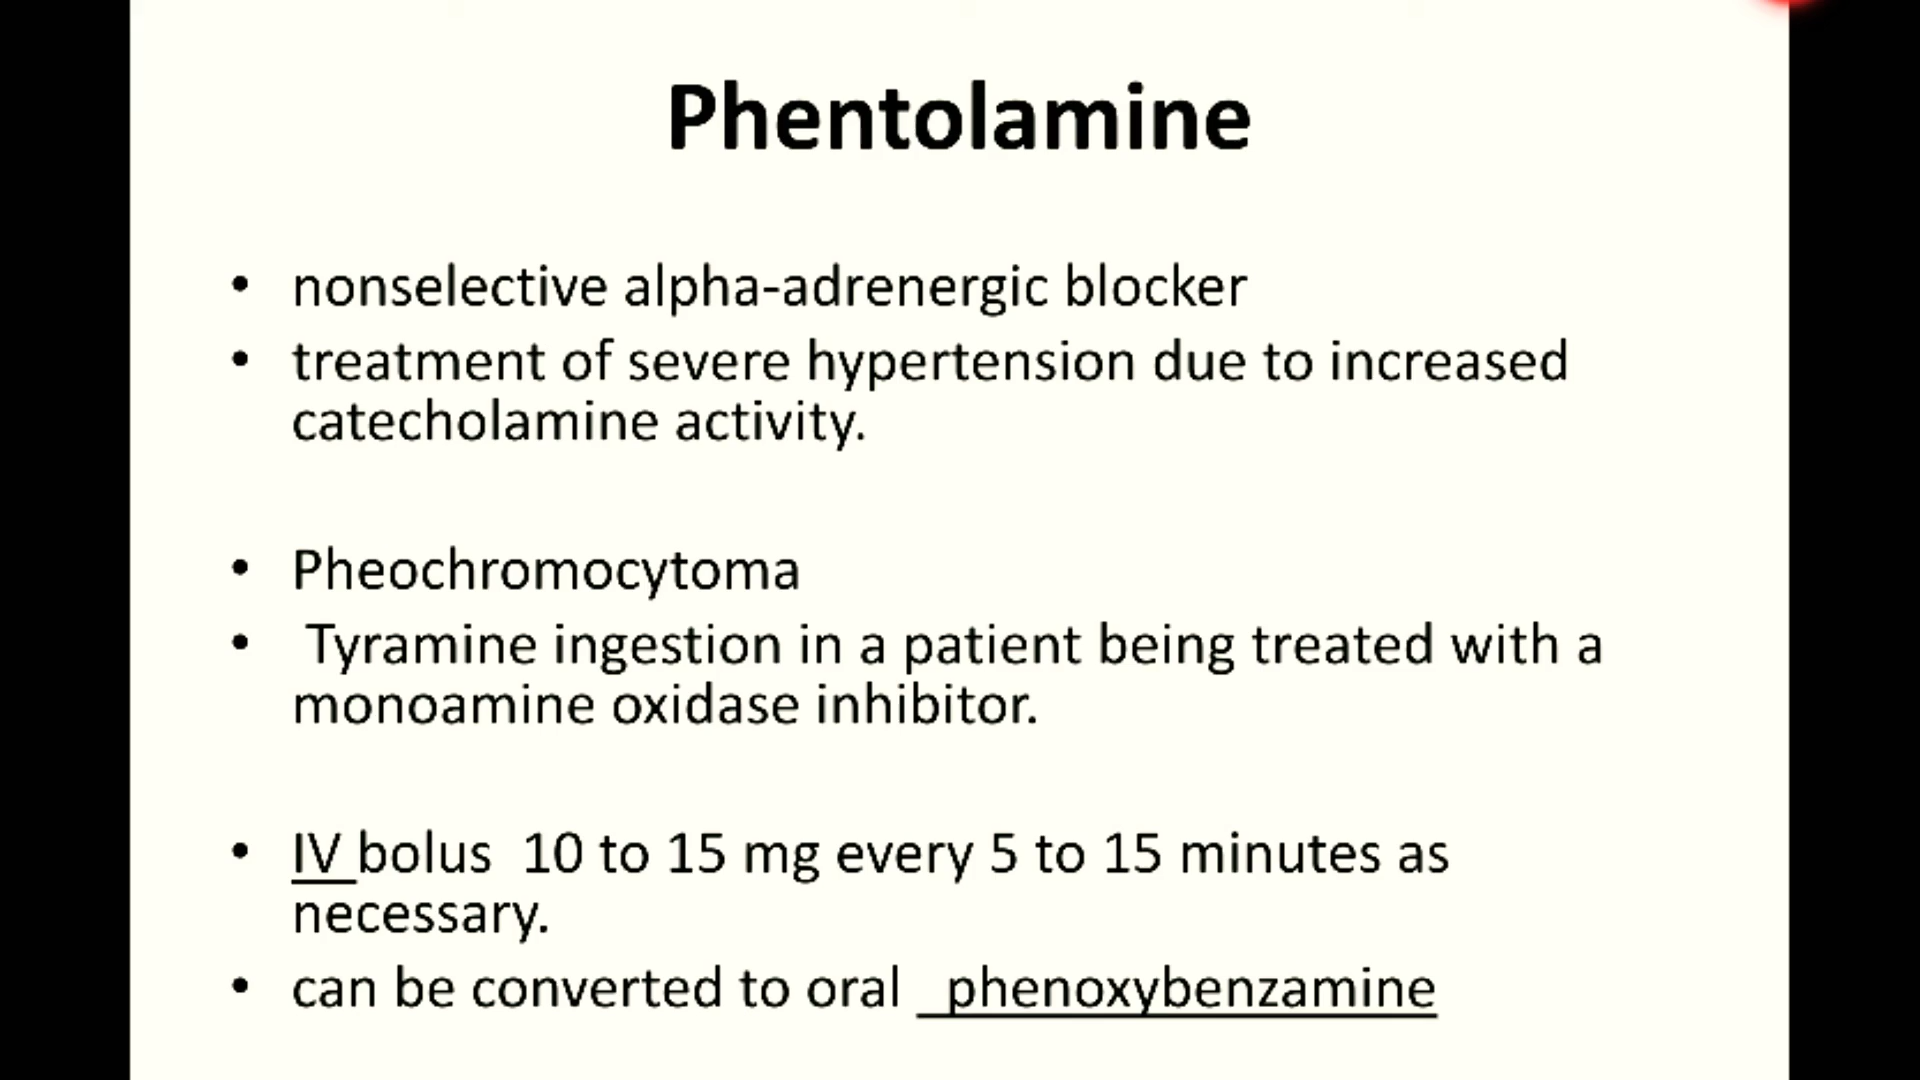 Phentolamine
• nonselective alpha-adrenergic blocker
• treatment of severe hypertension due to increased
catecholamine activity.
• Pheochromocytoma
• Tyramine ingestion in a patient being treated with a
monoamine oxidase inhibitor.
• IV bolus 10 to 15 mg every 5 to 15 minutes as
necessary.
• can be converted to oral phenoxybenzamine